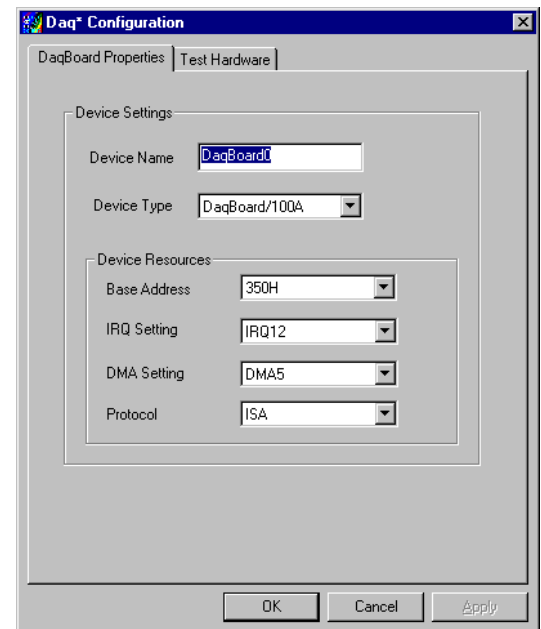 Daq* Configuration
DaqBoard Properties Test Hardware
Device Settings
Device Name DaqBoard0
Device Type DaqBoard/100A
Device Resources
Base Address 350H
IRQ Setting IRQ12
DMA Setting DMA5
Protocol ISA
OK Cancel Apply